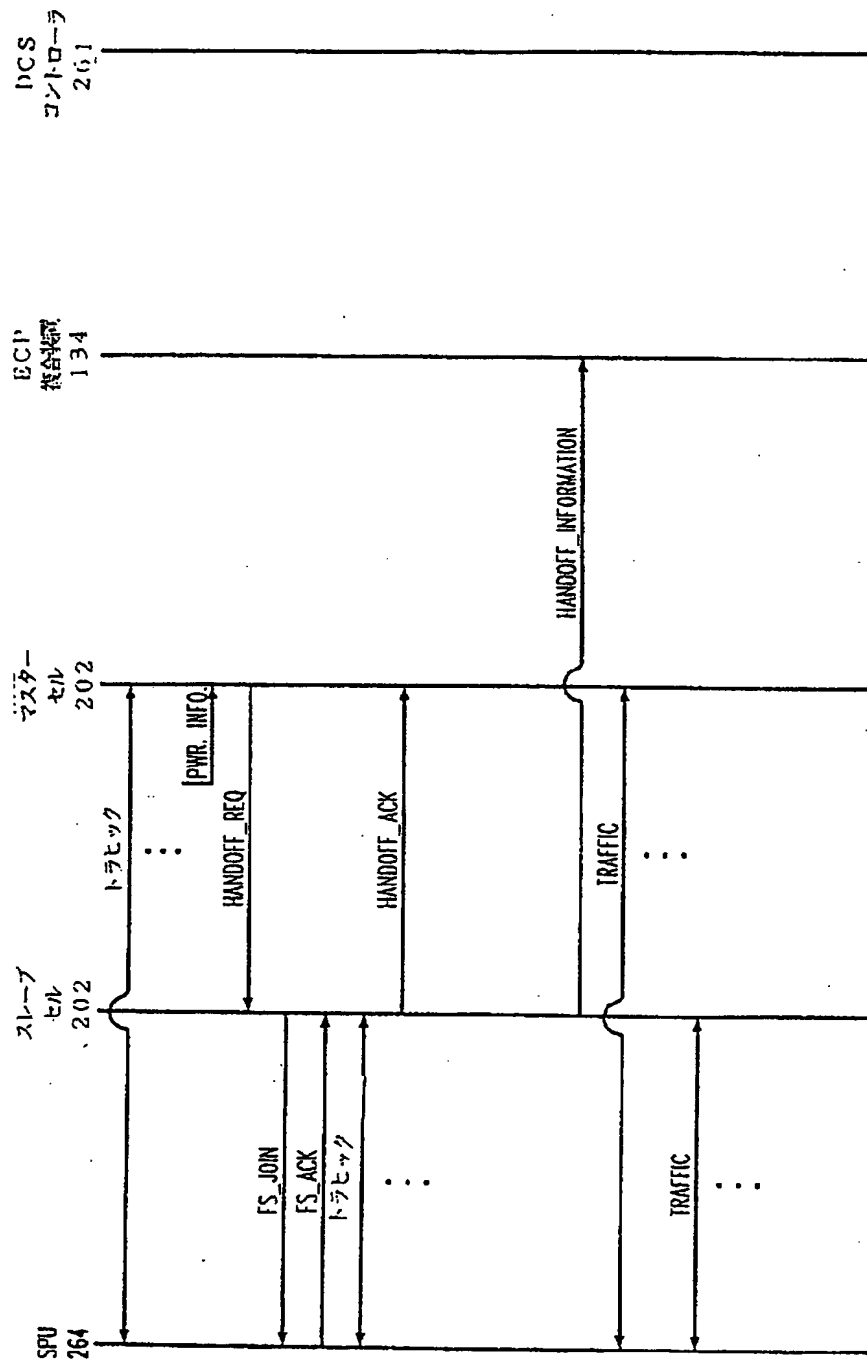 SPU
264
スレーブ
セル
202
マスター
セル
202
ECP
複合装置
134
DCS
コントローラ
261
トラヒック
...
PWR. INFO.
HANDOFF_REQ
FS_JOIN
FS_ACK
トラヒック
...
HANDOFF_ACK
HANDOFF_INFORMATION
TRAFFIC
...
TRAFFIC
...